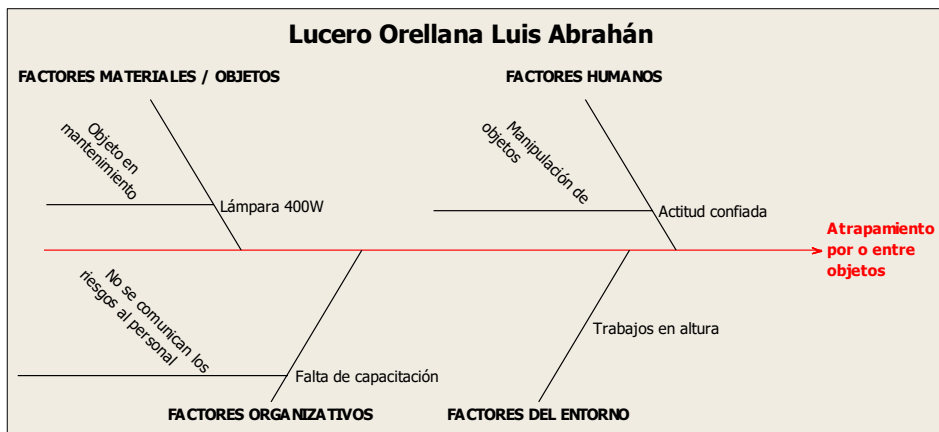 Lucero Orellana Luis Abrahán
FACTORES MATERIALES / OBJETOS
FACTORES HUMANOS
Objeto en
mantenimiento
Lámpara 400W
Manipulación de
objetos
Actitud confiada
Atrapamiento
por o entre
objetos
No se comunican los
riesgos al personal
Falta de capacitación
Trabajos en altura
FACTORES ORGANIZATIVOS
FACTORES DEL ENTORNO